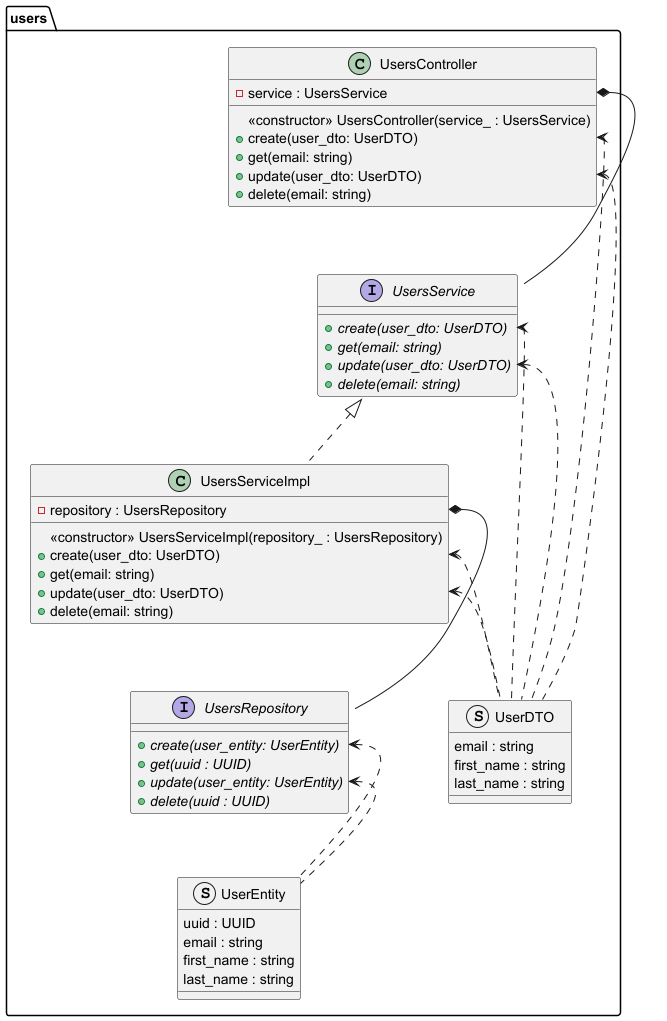 users
C UsersController
service : UsersService
«constructor» UsersController(service_ : UsersService)
create(user_dto: UserDTO)
get(email: string)
update(user_dto: UserDTO)
delete(email: string)
I UsersService
create(user_dto: UserDTO)
get(email: string)
update(user_dto: UserDTO)
delete(email: string)
C UsersServiceImpl
repository : UsersRepository
«constructor» UsersServiceImpl(repository_ : UsersRepository)
create(user_dto: UserDTO)
get(email: string)
update(user_dto: UserDTO)
delete(email: string)
I UsersRepository
create(user_entity: UserEntity)
get(uuid : UUID)
update(user_entity: UserEntity)
delete(uuid : UUID)
S UserDTO
email : string
first_name : string
last_name : string
S UserEntity
uuid : UUID
email : string
first_name : string
last_name : string